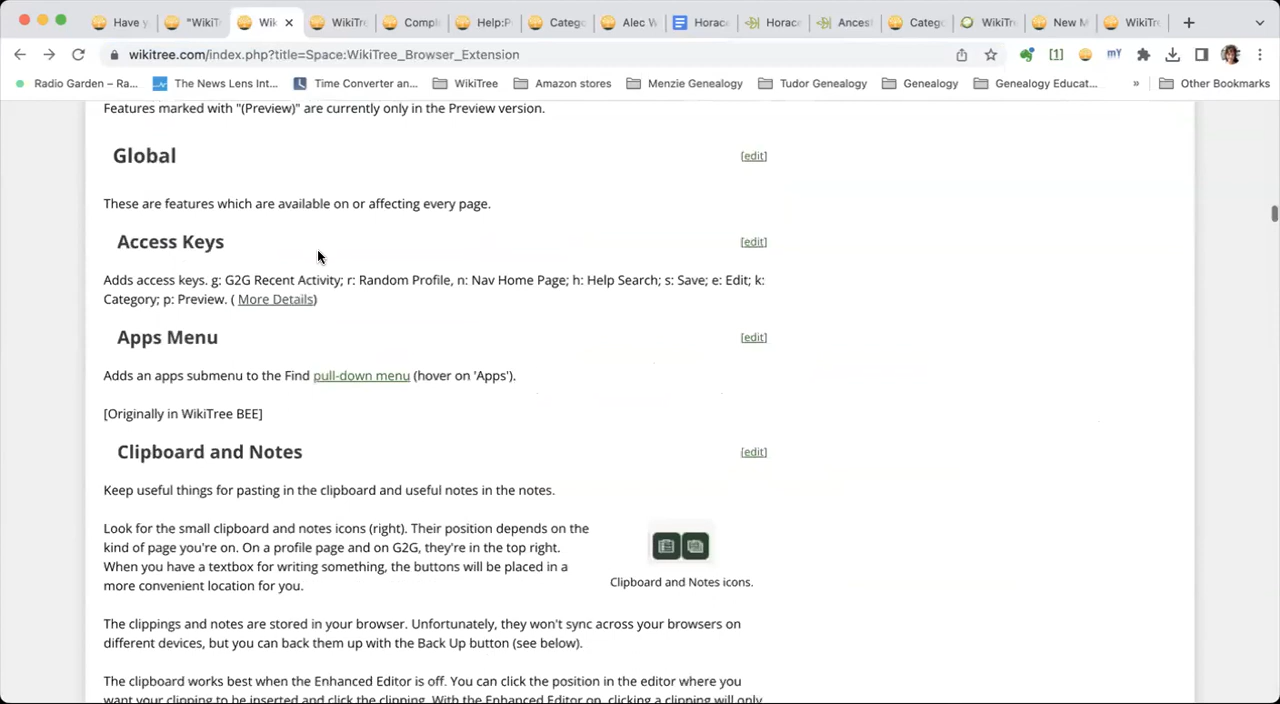 Have y
"WikiTr
Wik
WikiTre
Compl
Help:P
Catego
Alec W
Horace
Horac
Ances
Catego
WikiTr
New M
WikiTr
wikitree.com/index.php?title=Space:WikiTree_Browser_Extension
Radio Garden – Ra...
The News Lens Int...
Time Converter an...
WikiTree
Amazon stores
Menzie Genealogy
Tudor Genealogy
Genealogy
Genealogy Educat...
»
Other Bookmarks
Features marked with "(Preview)" are currently only in the Preview version.
Global [edit]
These are features which are available on or affecting every page.
Access Keys [edit]
Adds access keys. g: G2G Recent Activity; r: Random Profile, n: Nav Home Page; h: Help Search; s: Save; e: Edit; k:
Category; p: Preview. ( More Details)
Apps Menu [edit]
Adds an apps submenu to the Find pull-down menu (hover on 'Apps').
[Originally in WikiTree BEE]
Clipboard and Notes [edit]
Keep useful things for pasting in the clipboard and useful notes in the notes.
Look for the small clipboard and notes icons (right). Their position depends on the
kind of page you're on. On a profile page and on G2G, they're in the top right.
When you have a textbox for writing something, the buttons will be placed in a
more convenient location for you.
Clipboard and Notes icons.
The clippings and notes are stored in your browser. Unfortunately, they won't sync across your browsers on
different devices, but you can back them up with the Back Up button (see below).
The clipboard works best when the Enhanced Editor is off. You can click the position in the editor where you
want your clipping to be inserted and click the clipping. With the Enhanced Editor on, clicking a clipping will only